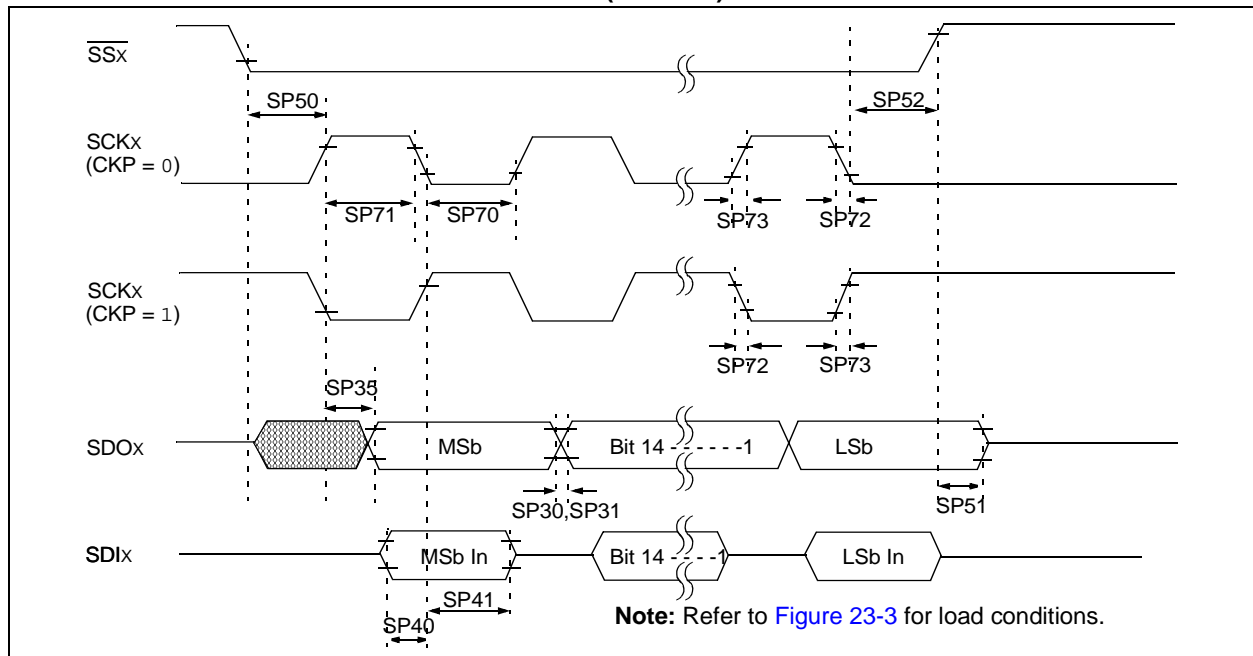 SSX
SP50
SP52
SCKX
(CKP = 0)
SP71
SP70
SP73
SP72
SCKX
(CKP = 1)
SP72
SP73
SP35
SDOX
MSb
Bit 14 - - - - - -1
LSb
SP30,SP31
SP51
SDIX
MSb In
Bit 14 - - - - -1
LSb In
SP41
SP40
Note: Refer to Figure 23-3 for load conditions.